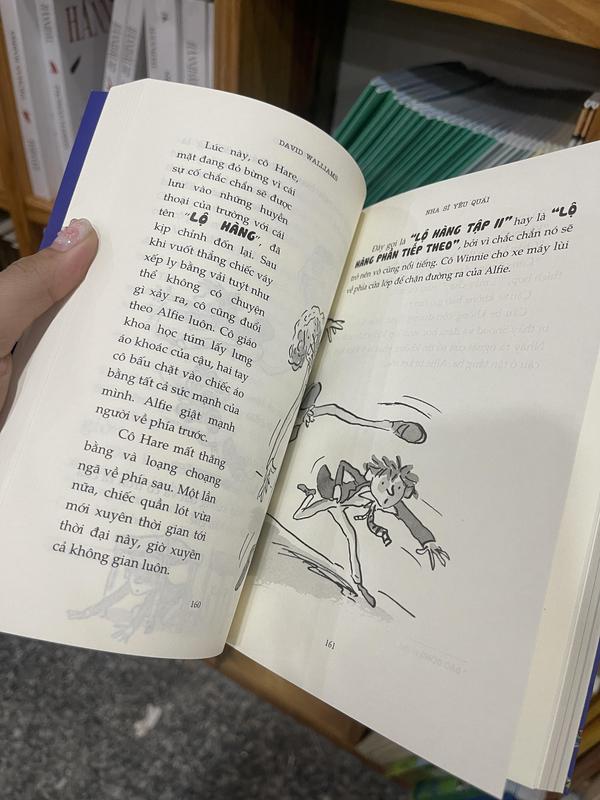 DAVID WALLIAMS
Lúc này, cô Hare,
mặt đang đỏ bừng vì cái
sự cố chắc chắn sẽ được
lưu vào những huyền
thoại của trường với cái
tên "LỘ HÀNG", đã
kịp chỉnh đốn lại. Sau
khi vuốt thẳng chiếc váy
xếp ly bằng vải tuýt như
thể không có chuyện
gì xảy ra, cô cũng đuổi
theo Alfie luôn. Cô giáo
khoa học túm lấy lưng
áo khoác của cậu, hai tay
cô bấu chặt vào chiếc áo
bằng tất cả sức mạnh của
mình. Alfie giật mạnh
người về phía trước.
Cô Hare mất thăng
bằng và loạng choạng
ngã về phía sau. Một lần
nữa, chiếc quần lót vừa
mới xuyên thời gian tới
thời đại này, giờ xuyên
cả không gian luôn.
160
NHA SĨ YÊU QUÁI
Đây gọi là "LỘ HÀNG TẬP II" hay là "LỘ
HÀNG PHẦN TIẾP THEO", bởi vì chắc chắn nó sẽ
trở nên vô cùng nổi tiếng. Cô Winnie cho xe máy lùi
về phía cửa lớp để chặn đường ra của Alfie.
161